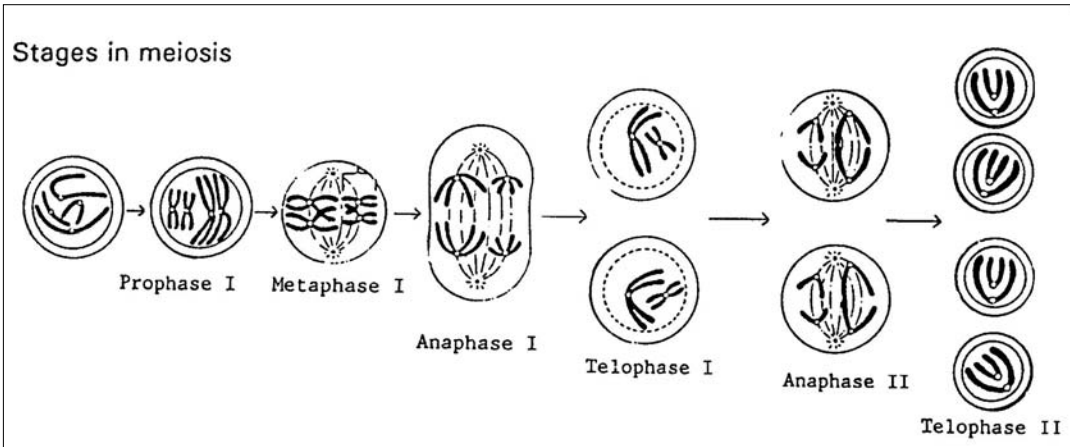 Stages in meiosis
Prophase I
Metaphase I
Anaphase I
Telophase I
Anaphase II
Telophase II